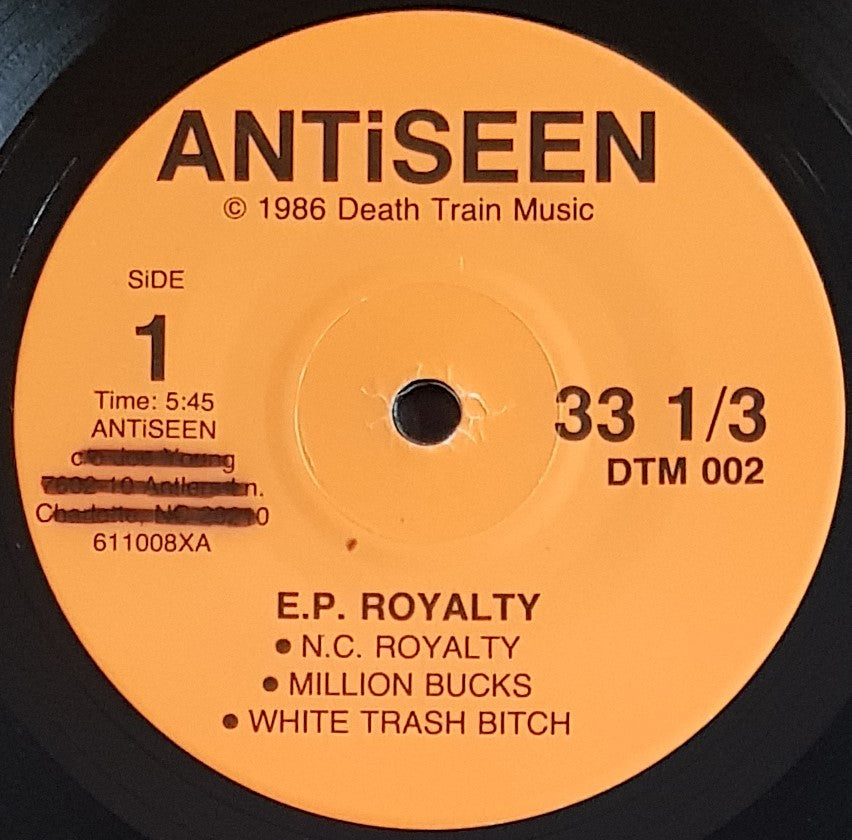 ANTiSEEN
© 1986 Death Train Music
SiDE
1
Time: 5:45
ANTiSEEN
611008XA
33 1/3
DTM 002
E.P. ROYALTY
● N.C. ROYALTY
● MILLION BUCKS
● WHITE TRASH BITCH